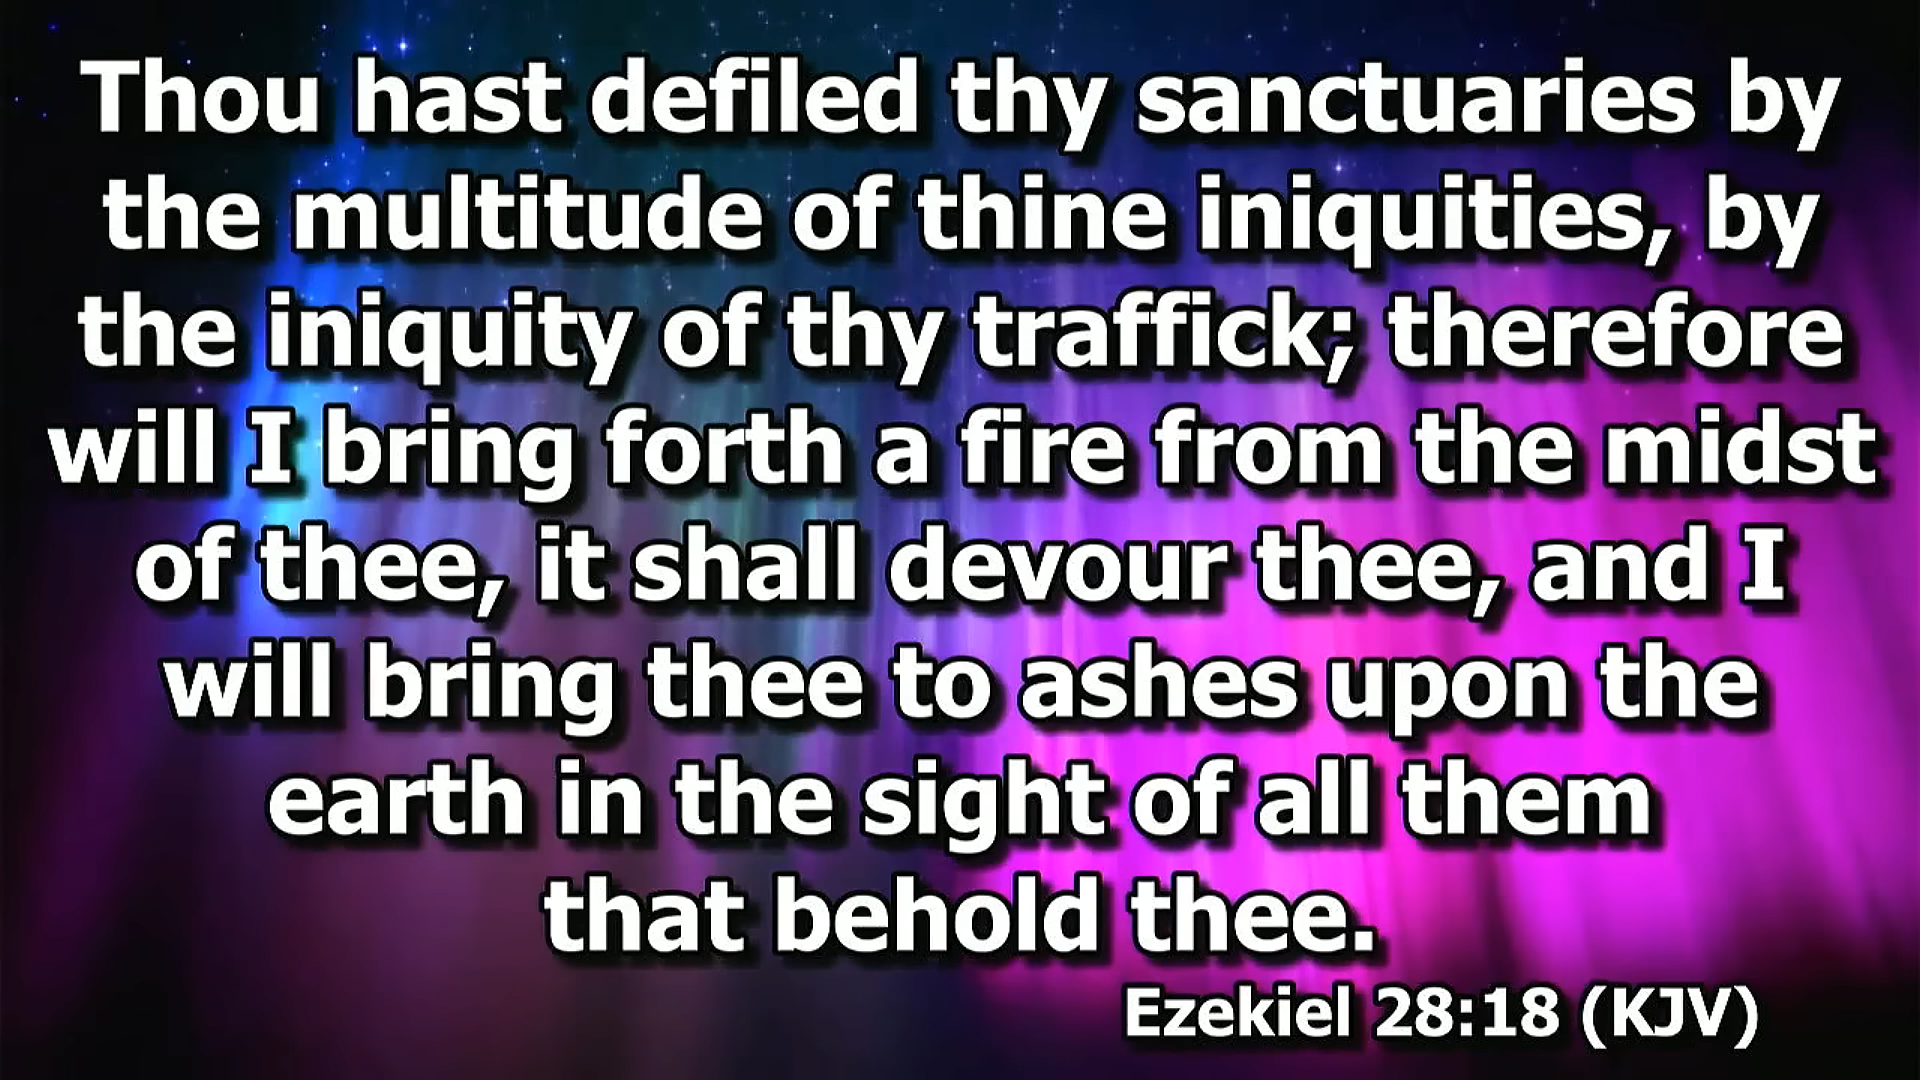 Thou hast defiled thy sanctuaries by
the multitude of thine iniquities, by
the iniquity of thy traffick; therefore
will I bring forth a fire from the midst
of thee, it shall devour thee, and I
will bring thee to ashes upon the
earth in the sight of all them
that behold thee.
Ezekiel 28:18 (KJV)